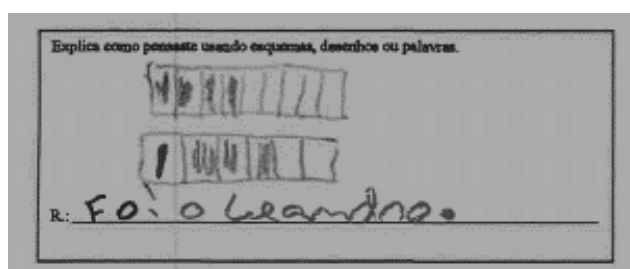 Explica como pensaste usando esquemas, desenhos ou palavras.
R.: Foi o Leandro.